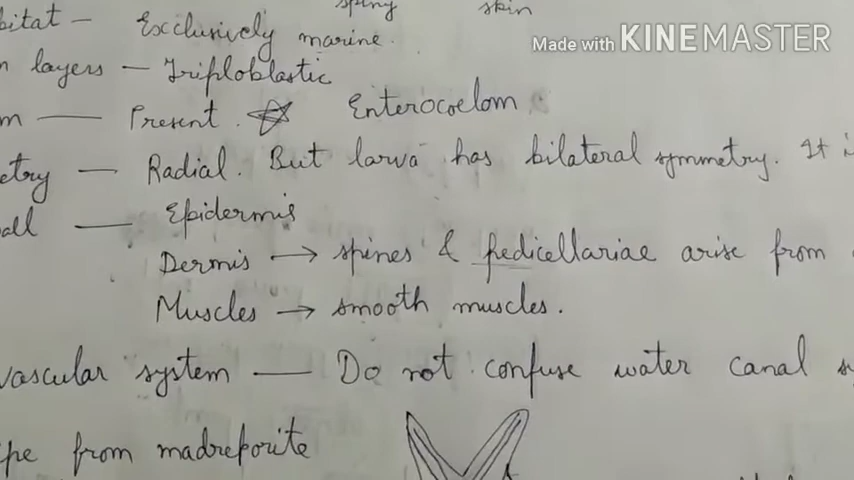 spiny skin
bitat - Exclusively marine.
Made with KINEMASTER
n layers - Triploblastic
m - Present. Enterocoelom
etry - Radial. But larva has bilateral symmetry. It i
all - Epidermis
Dermis → spines & pedicellariae arise from
Muscles → smooth muscles.
vascular system - Do not confuse water canal sy
pe from madreporite